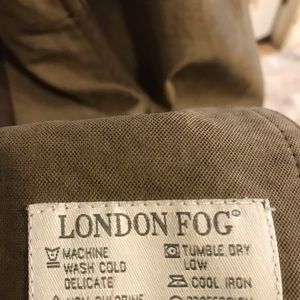 LONDON FOG®
MACHINE
WASH COLD
DELICATE
TUMBLE DRY
LOW
COOL IRON